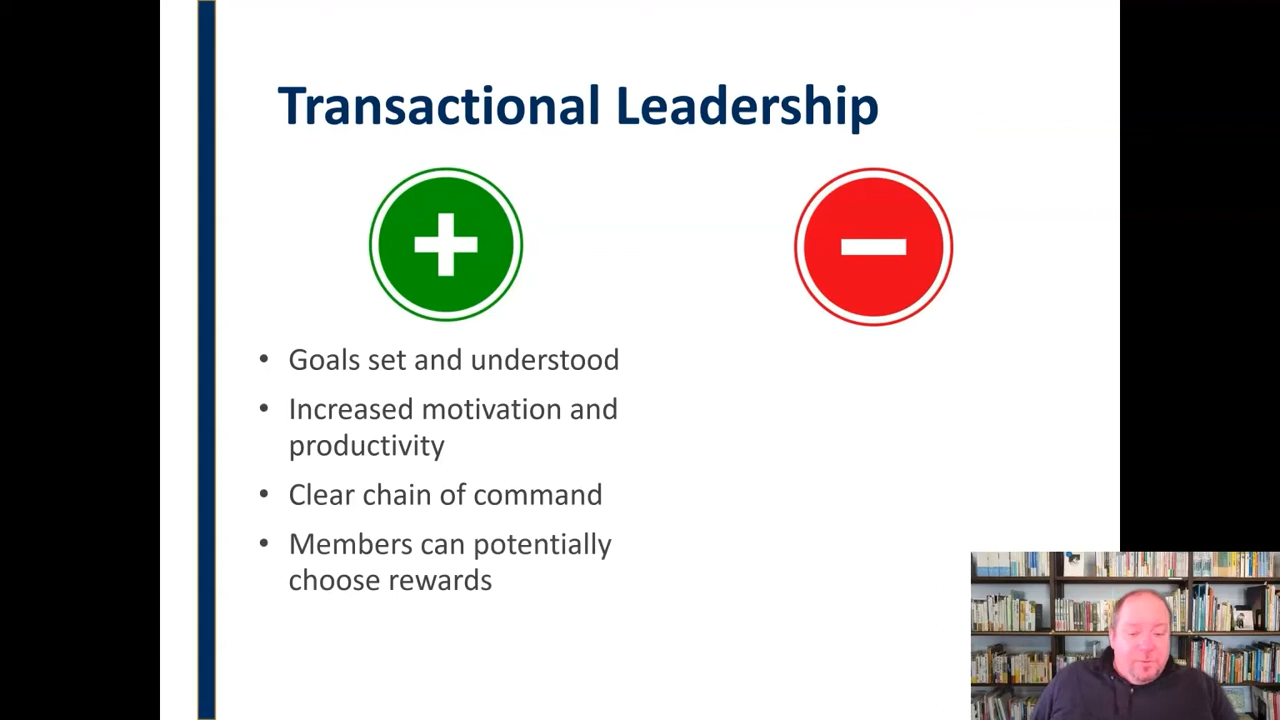 Transactional Leadership
• Goals set and understood
• Increased motivation and
productivity
• Clear chain of command
• Members can potentially
choose rewards